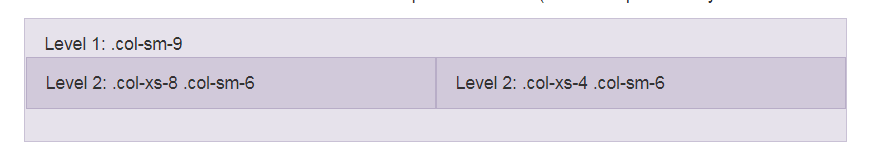 Level 1: .col-sm-9
Level 2: .col-xs-8 .col-sm-6
Level 2: .col-xs-4 .col-sm-6